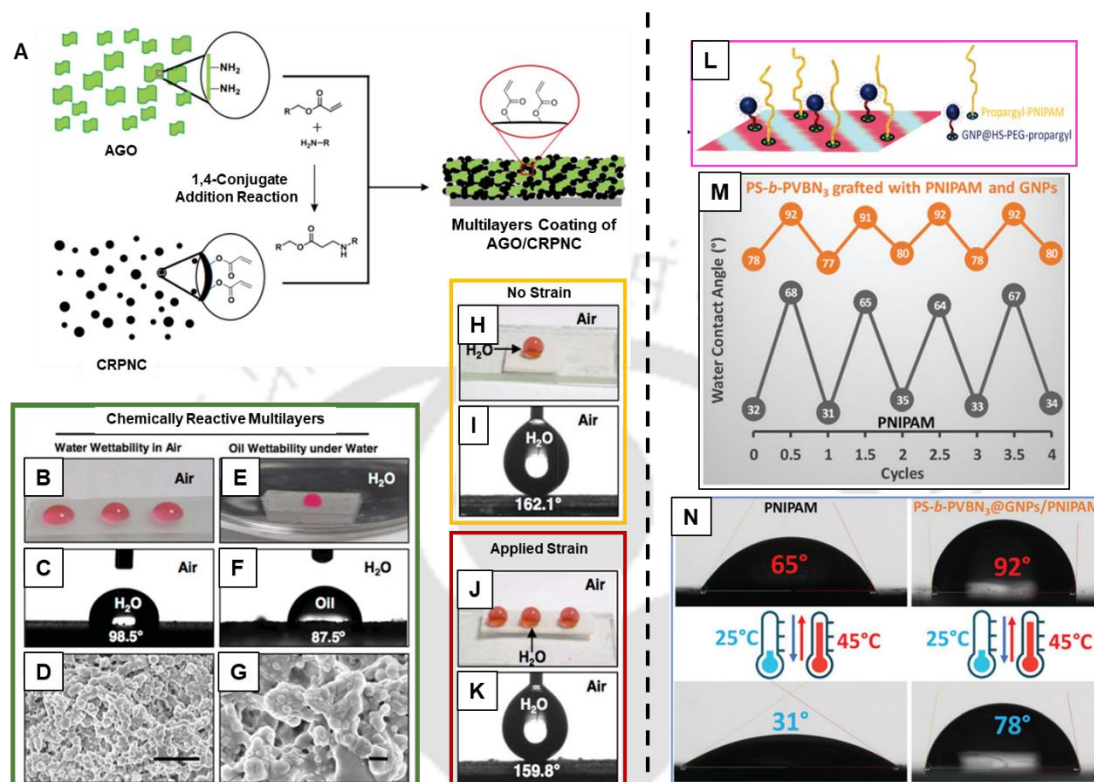 A
NH₂
NH₂
AGO
R
O
O
+
H₂N-R
1,4-Conjugate
Addition Reaction
R
O
O
N
H
R
O
O
O
O
CRPNC
O
O
O
O
Multilayers Coating of
AGO/CRPNC
Chemically Reactive Multilayers
Water Wettability in Air
Oil Wettability under Water
B
Air
E
H₂O
C
Air
H₂O
98.5°
F
H₂O
Oil
87.5°
D
G
No Strain
H
Air
H₂O
I
Air
H₂O
162.1°
Applied Strain
J
Air
H₂O
K
Air
H₂O
159.8°
L
Propargyl-PNIPAM
GNP@HS-PEG-propargyl
M
PS-b-PVBN₃ grafted with PNIPAM and GNPs
Water Contact Angle (°)
92
91
92
92
78
77
80
78
80
68
65
64
67
32
31
35
33
34
PNIPAM
0
0.5
1
1.5
2
2.5
3
3.5
4
Cycles
N
PNIPAM
PS-b-PVBN₃@GNPs/PNIPAM
65°
92°
25°C
45°C
25°C
45°C
31°
78°